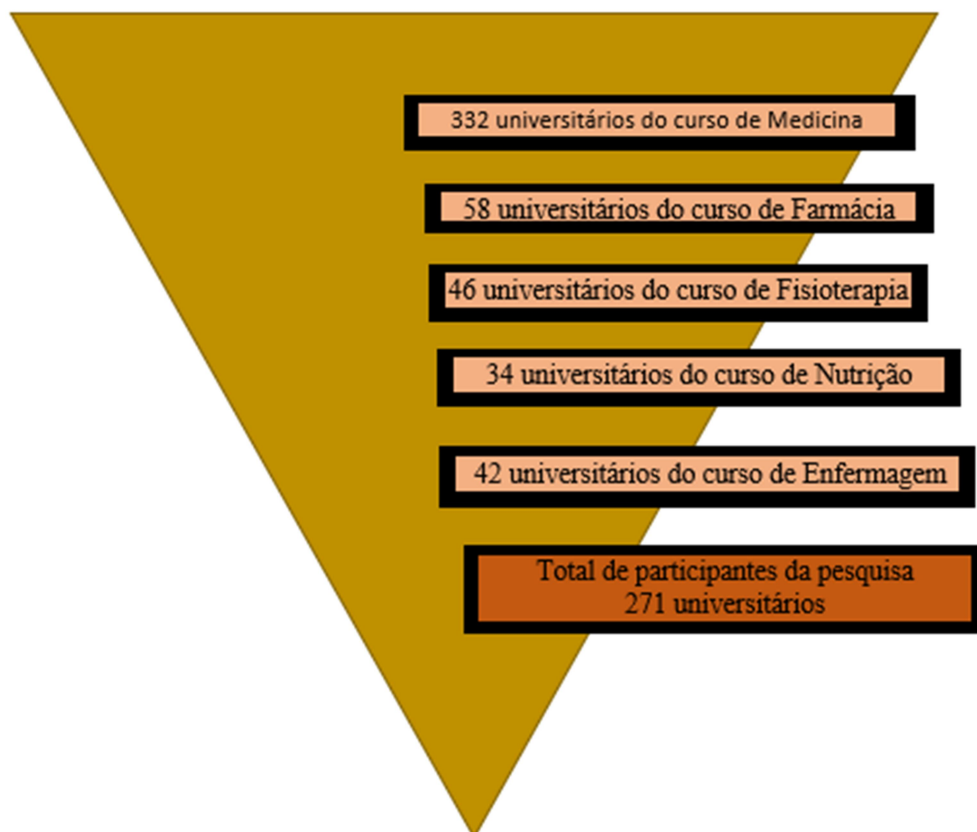 332 universitários do curso de Medicina
58 universitários do curso de Farmácia
46 universitários do curso de Fisioterapia
34 universitários do curso de Nutrição
42 universitários do curso de Enfermagem
Total de participantes da pesquisa
271 universitários